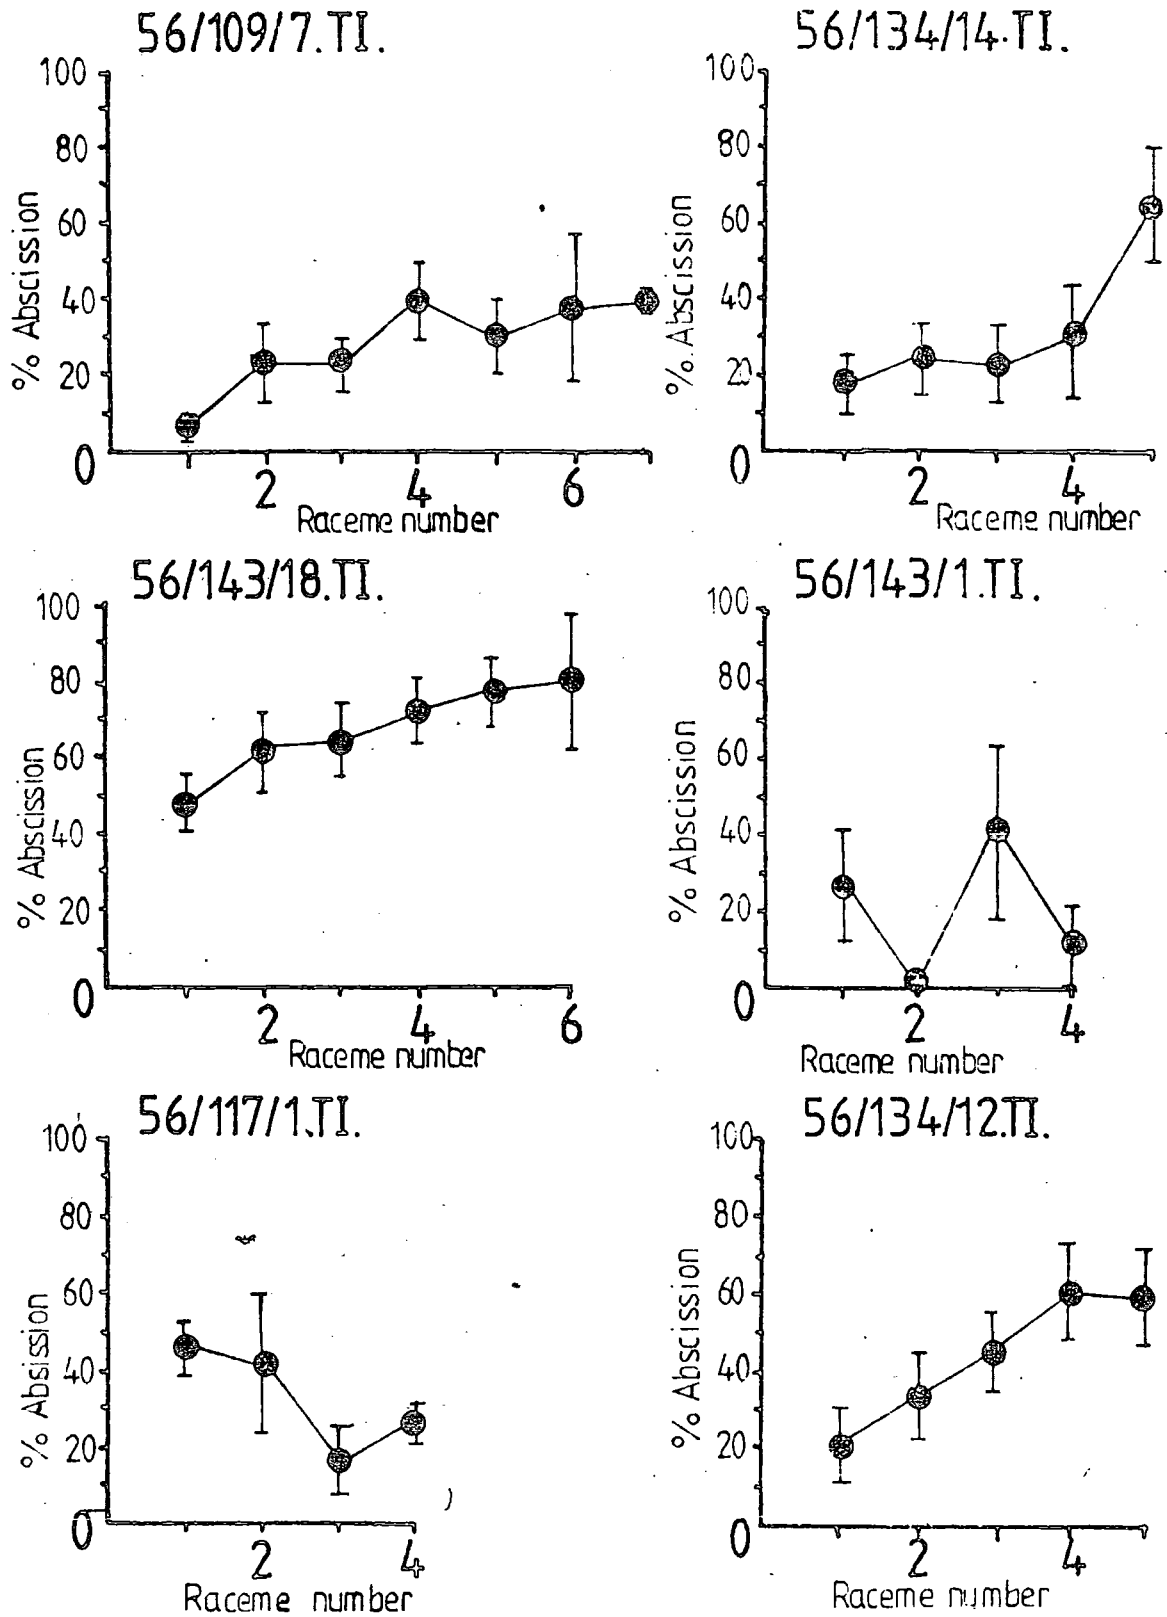 56/109/7.TI.
100
80
60
40
20
0
% Abscission
2 4 6
Raceme number
56/134/14.TI.
100
80
60
40
20
0
% Abscission
2 4
Raceme number
56/143/18.TI.
100
80
60
40
20
0
% Abscission
2 4 6
Raceme number
56/143/1.TI.
100
80
60
40
20
0
% Abscission
2 4
Raceme number
56/117/1.TI.
100
80
60
40
20
0
% Absission
2 4
Raceme number
56/134/12.TI.
100
80
60
40
20
0
% Abscission
2 4
Raceme number